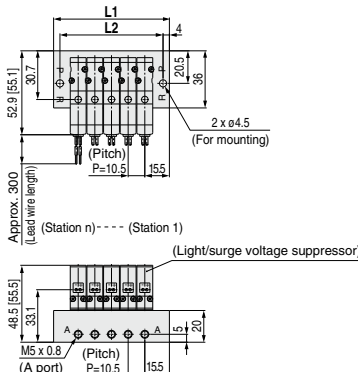 L1
L2
4
30.7
52.9 [55.1]
P
P
R
R
20.5
36
2 x ø4.5
(For mounting)
(Pitch)
P=10.5
15.5
Approx. 300
(Lead wire length)
(Station n)---- (Station 1)
(Light/surge voltage suppressor)
48.5 [55.5]
33.1
A
A
5
20
M5 x 0.8
(A port)
(Pitch)
P=10.5
15.5